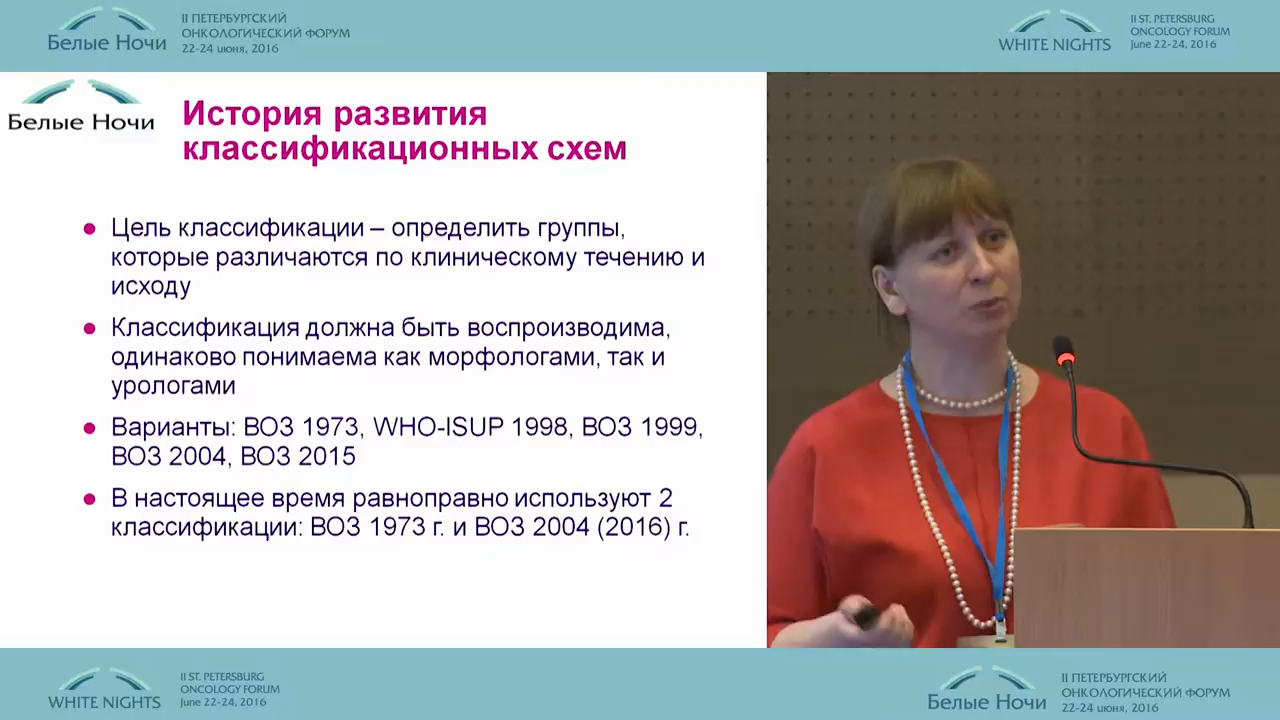 Белые Ночи
II ПЕТЕРБУРГСКИЙ
ОНКОЛОГИЧЕСКИЙ ФОРУМ
22-24 июня, 2016
WHITE NIGHTS
II ST. PETERSBURG
ONCOLOGY FORUM
June 22-24, 2016
Белые Ночи
История развития
классификационных схем
● Цель классификации – определить группы,
которые различаются по клиническому течению и
исходу
● Классификация должна быть воспроизводима,
одинаково понимаема как морфологами, так и
урологами
● Варианты: ВОЗ 1973, WHO-ISUP 1998, ВОЗ 1999,
ВОЗ 2004, ВОЗ 2015
● В настоящее время равноправно используют 2
классификации: ВОЗ 1973 г. и ВОЗ 2004 (2016) г.
WHITE NIGHTS
II ST. PETERSBURG
ONCOLOGY FORUM
June 22-24, 2016
Белые Ночи
II ПЕТЕРБУРГСКИЙ
ОНКОЛОГИЧЕСКИЙ ФОРУМ
22-24 июня, 2016